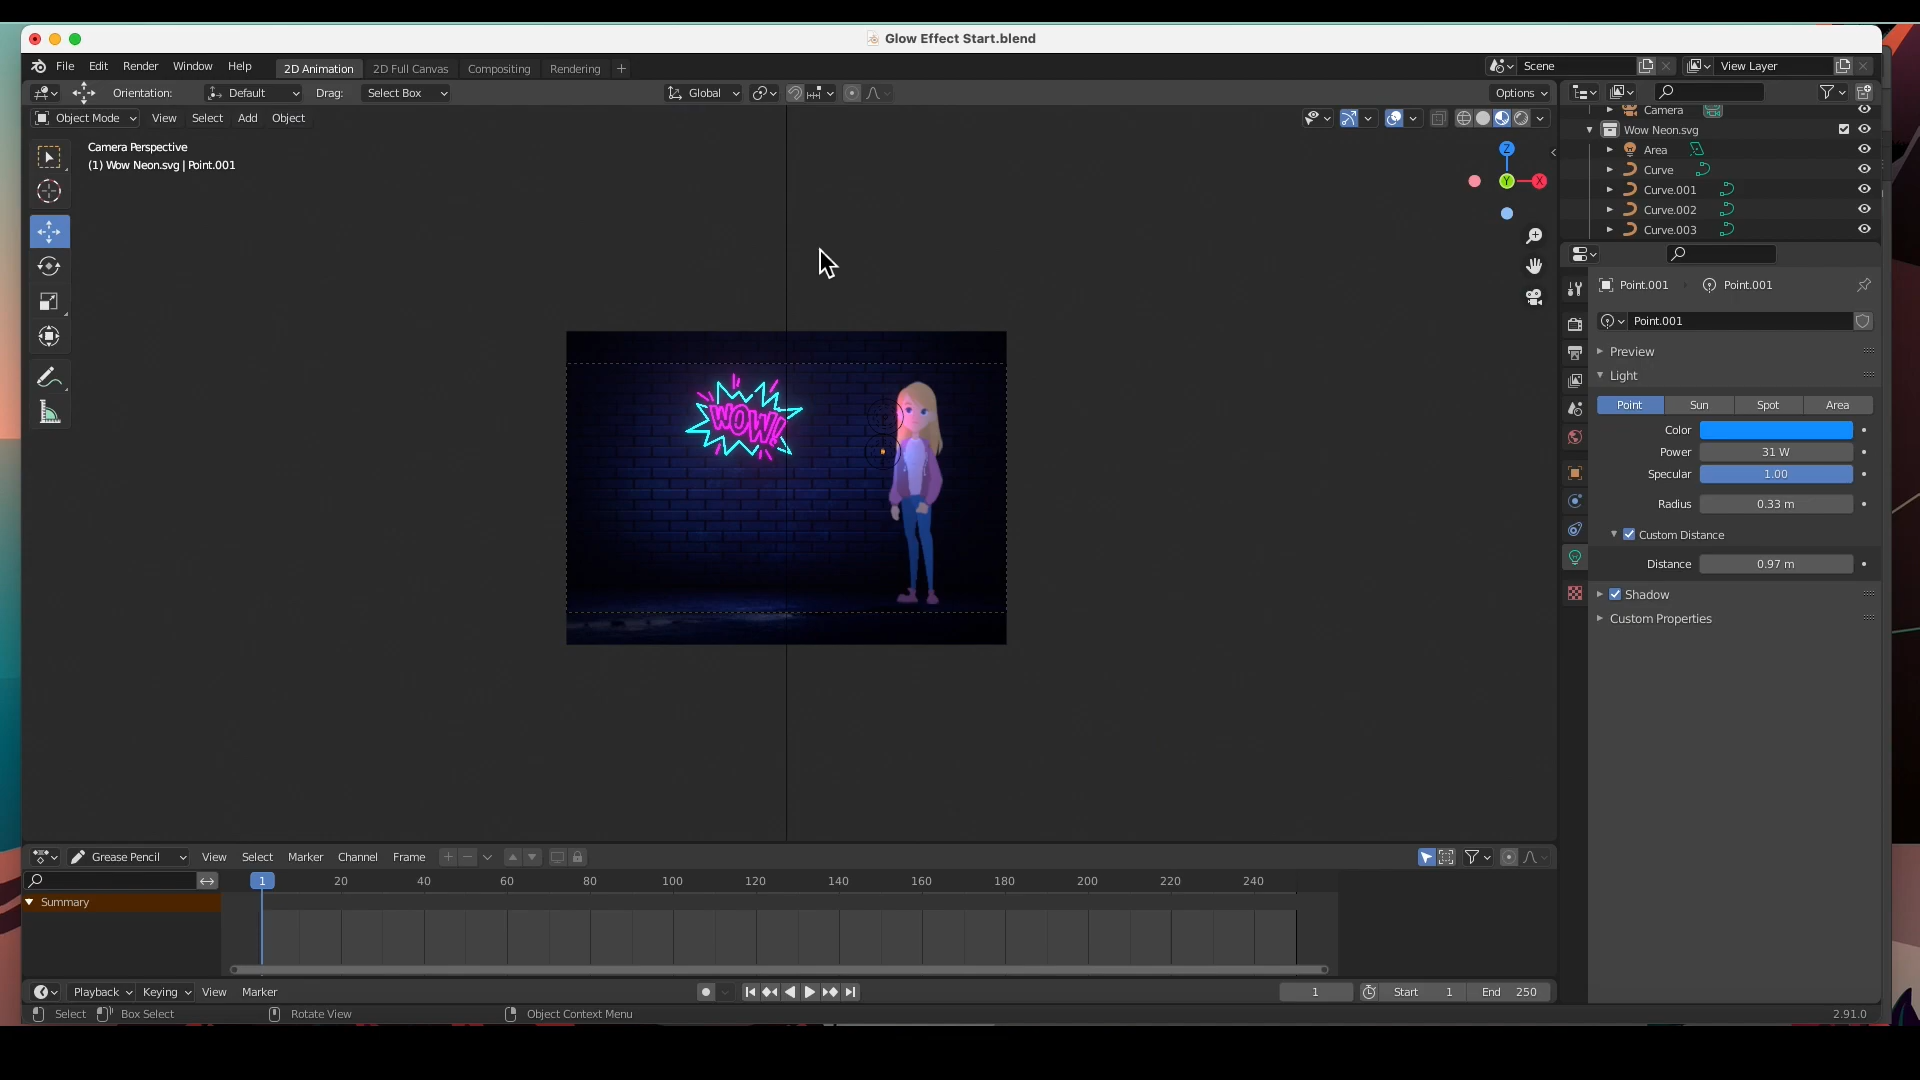 Glow Effect Start.blend
File Edit Render Window Help 2D Animation 2D Full Canvas Compositing Rendering + Scene View Layer
Orientation: Default Drag: Select Box Global Options
Object Mode View Select Add Object
Camera Perspective
(1) Wow Neon.svg | Point.001
Z
Y
X
WOW!
Camera
Wow Neon.svg
Area
Curve
Curve.001
Curve.002
Curve.003
Point.001 Point.001
Point.001
Preview
Light
Point Sun Spot Area
Color
Power 31 W
Specular 1.00
Radius 0.33 m
Custom Distance
Distance 0.97 m
Shadow
Custom Properties
Grease Pencil View Select Marker Channel Frame
1 20 40 60 80 100 120 140 160 180 200 220 240
Summary
Playback Keying View Marker 1 Start 1 End 250
Select Box Select Rotate View Object Context Menu 2.91.0